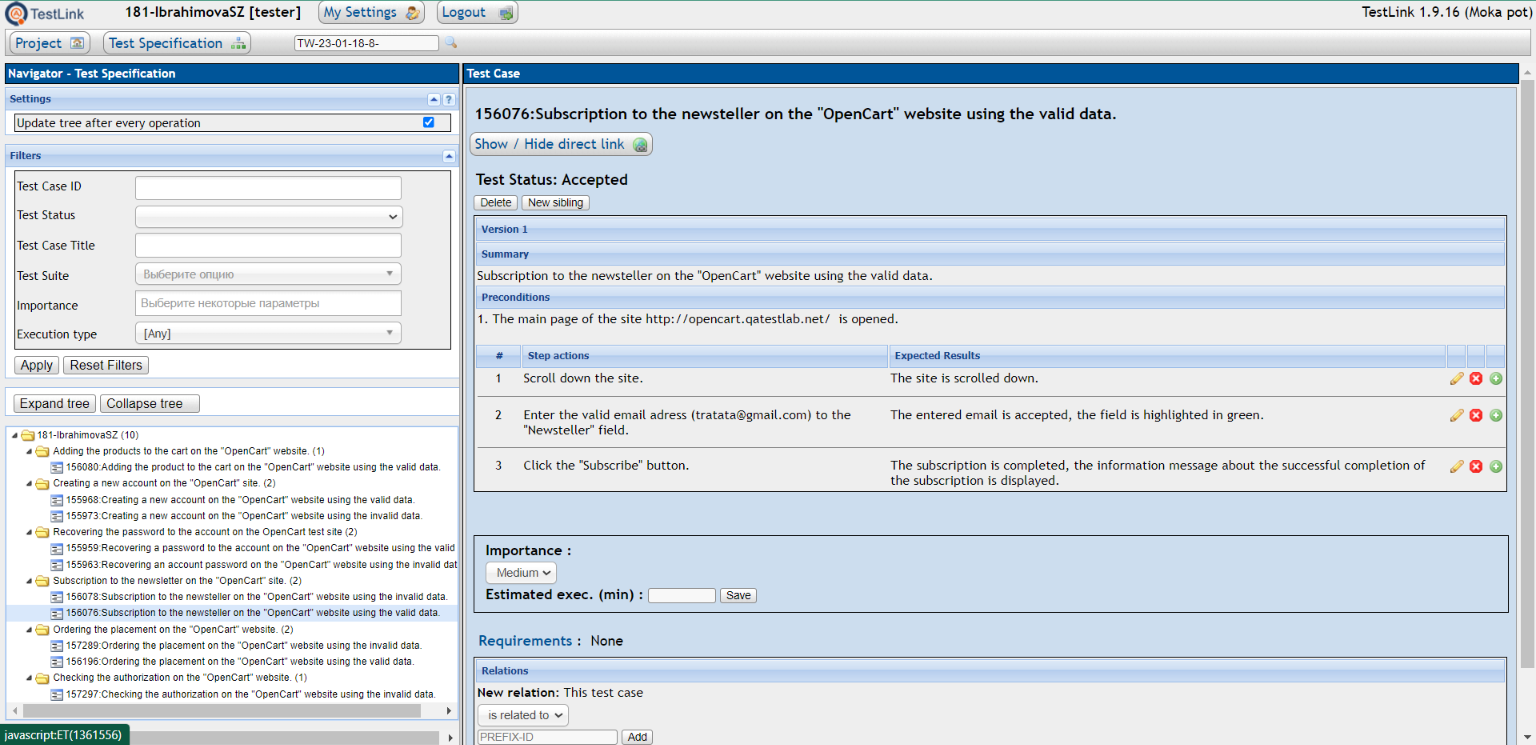 TestLink
181-IbrahimovaSZ [tester]
My Settings
Logout
TestLink 1.9.16 (Moka pot)
Project
Test Specification
TW-23-01-18-8-
Navigator - Test Specification
Settings
?
Update tree after every operation
Filters
Test Case ID
Test Status
Test Case Title
Test Suite
Выберите опцию
Importance
Выберите некоторые параметры
Execution type
[Any]
Apply
Reset Filters
Expand tree
Collapse tree
181-IbrahimovaSZ (10)
Adding the products to the cart on the "OpenCart" website. (1)
156080:Adding the product to the cart on the "OpenCart" website using the valid data.
Creating a new account on the "OpenCart" site. (2)
155968:Creating a new account on the "OpenCart" website using the valid data.
155973:Creating a new account on the "OpenCart" website using the invalid data.
Recovering the password to the account on the OpenCart test site (2)
155959:Recovering a password to the account on the "OpenCart" website using the valid
155963:Recovering an account password on the "OpenCart" website using the invalid dat
Subscription to the newsletter on the "OpenCart" site. (2)
156078:Subscription to the newsteller on the "OpenCart" website using the invalid data.
156076:Subscription to the newsteller on the "OpenCart" website using the valid data.
Ordering the placement on the "OpenCart" website. (2)
157289:Ordering the placement on the "OpenCart" website using the invalid data.
156196:Ordering the placement on the "OpenCart" website using the valid data.
Checking the authorization on the "OpenCart" website. (1)
157297:Checking the authorization on the "OpenCart" website using the invalid data.
javascript:ET(1361556)
Test Case
156076:Subscription to the newsteller on the "OpenCart" website using the valid data.
Show / Hide direct link
Test Status: Accepted
Delete
New sibling
Version 1
Summary
Subscription to the newsteller on the "OpenCart" website using the valid data.
Preconditions
1. The main page of the site http://opencart.qatestlab.net/ is opened.
# Step actions Expected Results
1 Scroll down the site. The site is scrolled down.
2 Enter the valid email adress (tratata@gmail.com) to the The entered email is accepted, the field is highlighted in green.
"Newsteller" field.
3 Click the "Subscribe" button. The subscription is completed, the information message about the successful completion of
the subscription is displayed.
Importance :
Medium
Estimated exec. (min) :
Save
Requirements : None
Relations
New relation: This test case
is related to
PREFIX-ID
Add